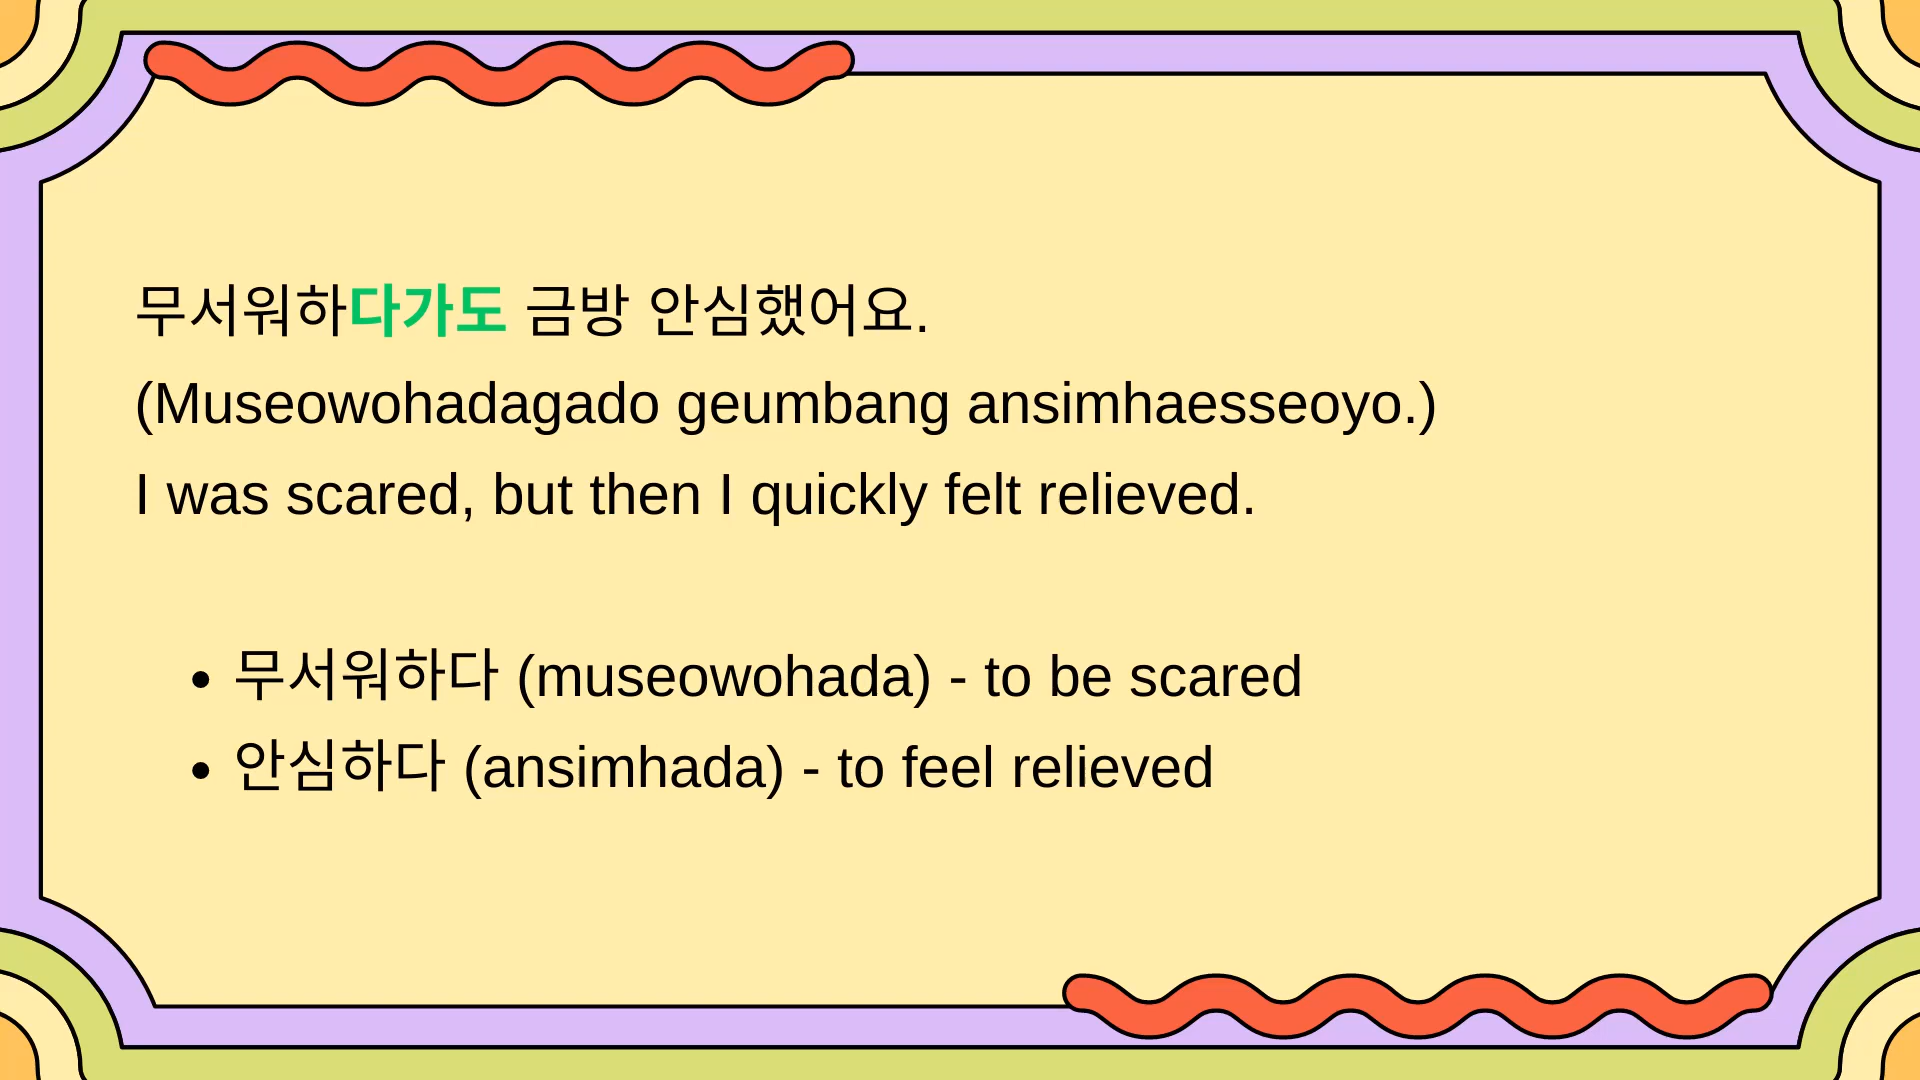 무서워하다가도 금방 안심했어요.
(Museowohadagado geumbang ansimhaesseoyo.)
I was scared, but then I quickly felt relieved.
• 무서워하다 (museowohada) - to be scared
• 안심하다 (ansimhada) - to feel relieved